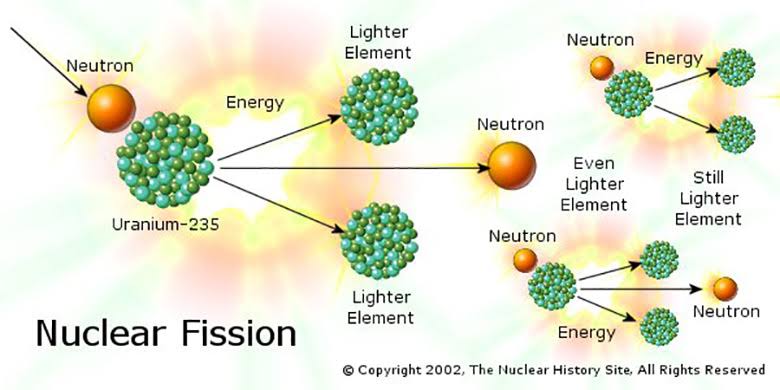 Neutron
Uranium-235
Energy
Lighter
Element
Neutron
Lighter
Element
Neutron
Energy
Even
Lighter
Element
Still
Lighter
Element
Neutron
Energy
Neutron
Nuclear Fission
© Copyright 2002, The Nuclear History Site, All Rights Reserved